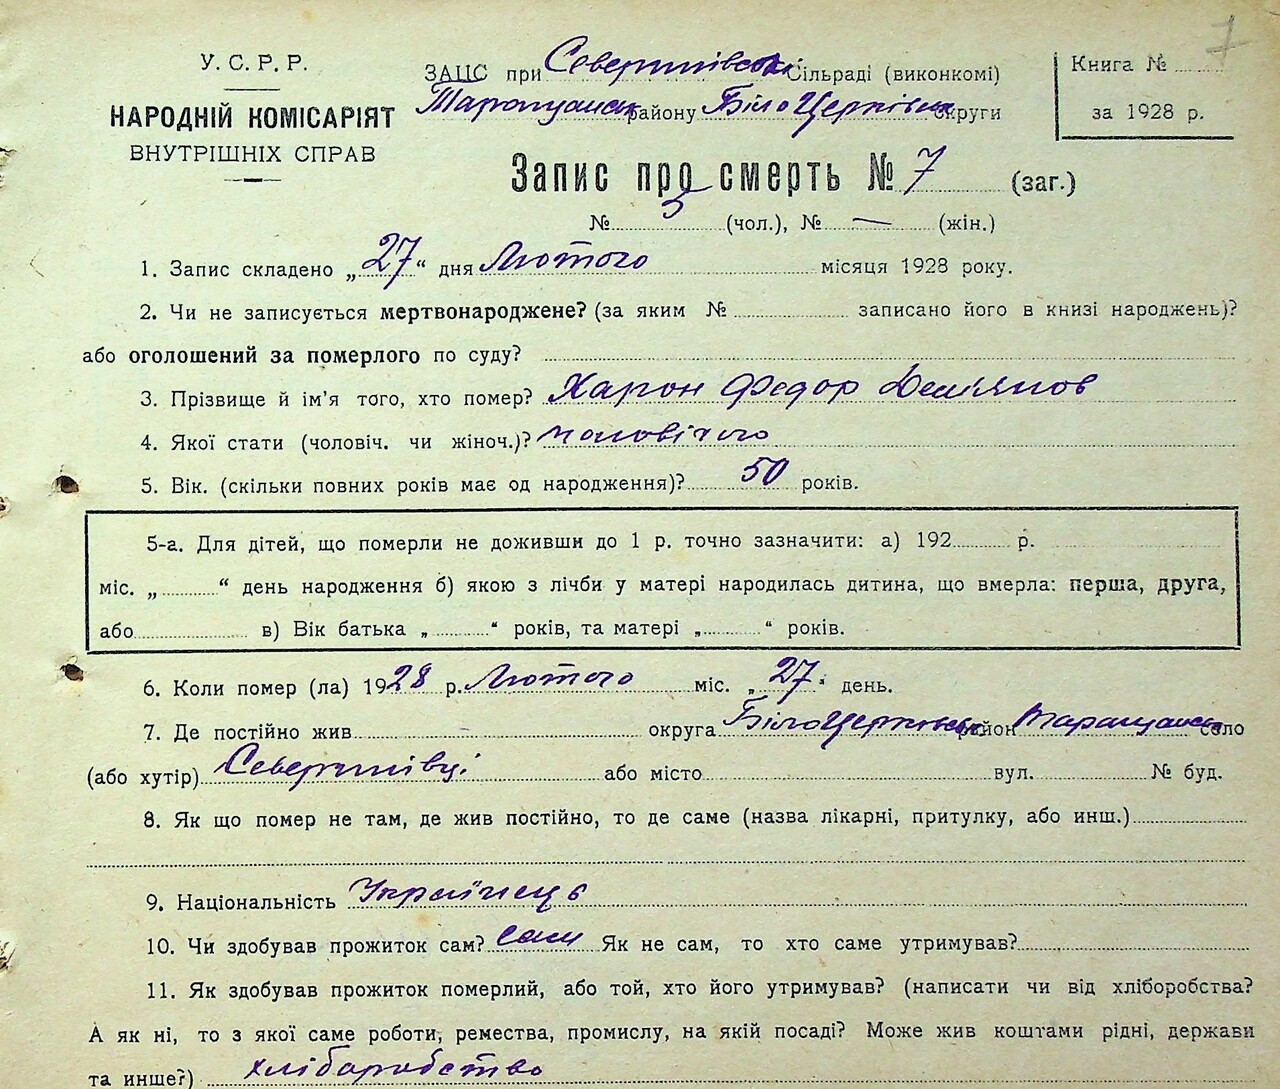 7
У. С. Р. Р.
НАРОДНІЙ КОМІСАРІЯТ
ВНУТРІШНІХ СПРАВ
ЗАЦС при Северинівській Сільраді (виконкомі)
Таращанськ району БілоЦерківськ округи
Книга №
за 1928 р.
Запис про смерть № 7 (заг.)
№ 5 (чол.), № — (жін.)
1. Запис складено „27“ дня Лютого місяця 1928 року.
2. Чи не записується мертвонароджене? (за яким № записано його в книзі народжень)?
або оголошений за померлого по суду?
3. Прізвище й ім'я того, хто помер? Харон Федор Демянов
4. Якої стати (чоловіч. чи жіноч.)? чоловічого
5. Вік. (скільки повних років має од народження)? 50 років.
5-а. Для дітей, що померли не доживши до 1 р. точно зазначити: а) 192 р.
міс. „ “ день народження б) якою з лічби у матері народилась дитина, що вмерла: перша, друга,
або в) Вік батька „ “ років, та матері „ “ років.
6. Коли помер (ла) 1928 р. Лютого міс. „27“ день.
7. Де постійно жив округа БілоЦерковськ район Таращанськ село
(або хутір) Северинівці або місто вул. № буд.
8. Як що помер не там, де жив постійно, то де саме (назва лікарні, притулку, або инш.)
9. Національність Українець
10. Чи здобував прожиток сам? сам Як не сам, то хто саме утримував?
11. Як здобував прожиток померлий, або той, хто його утримував? (написати чи від хліборобства?
А як ні, то з якої саме роботи, ремества, промислу, на якій посаді? Може жив коштами рідні, держави
та инше?) хлібаробство